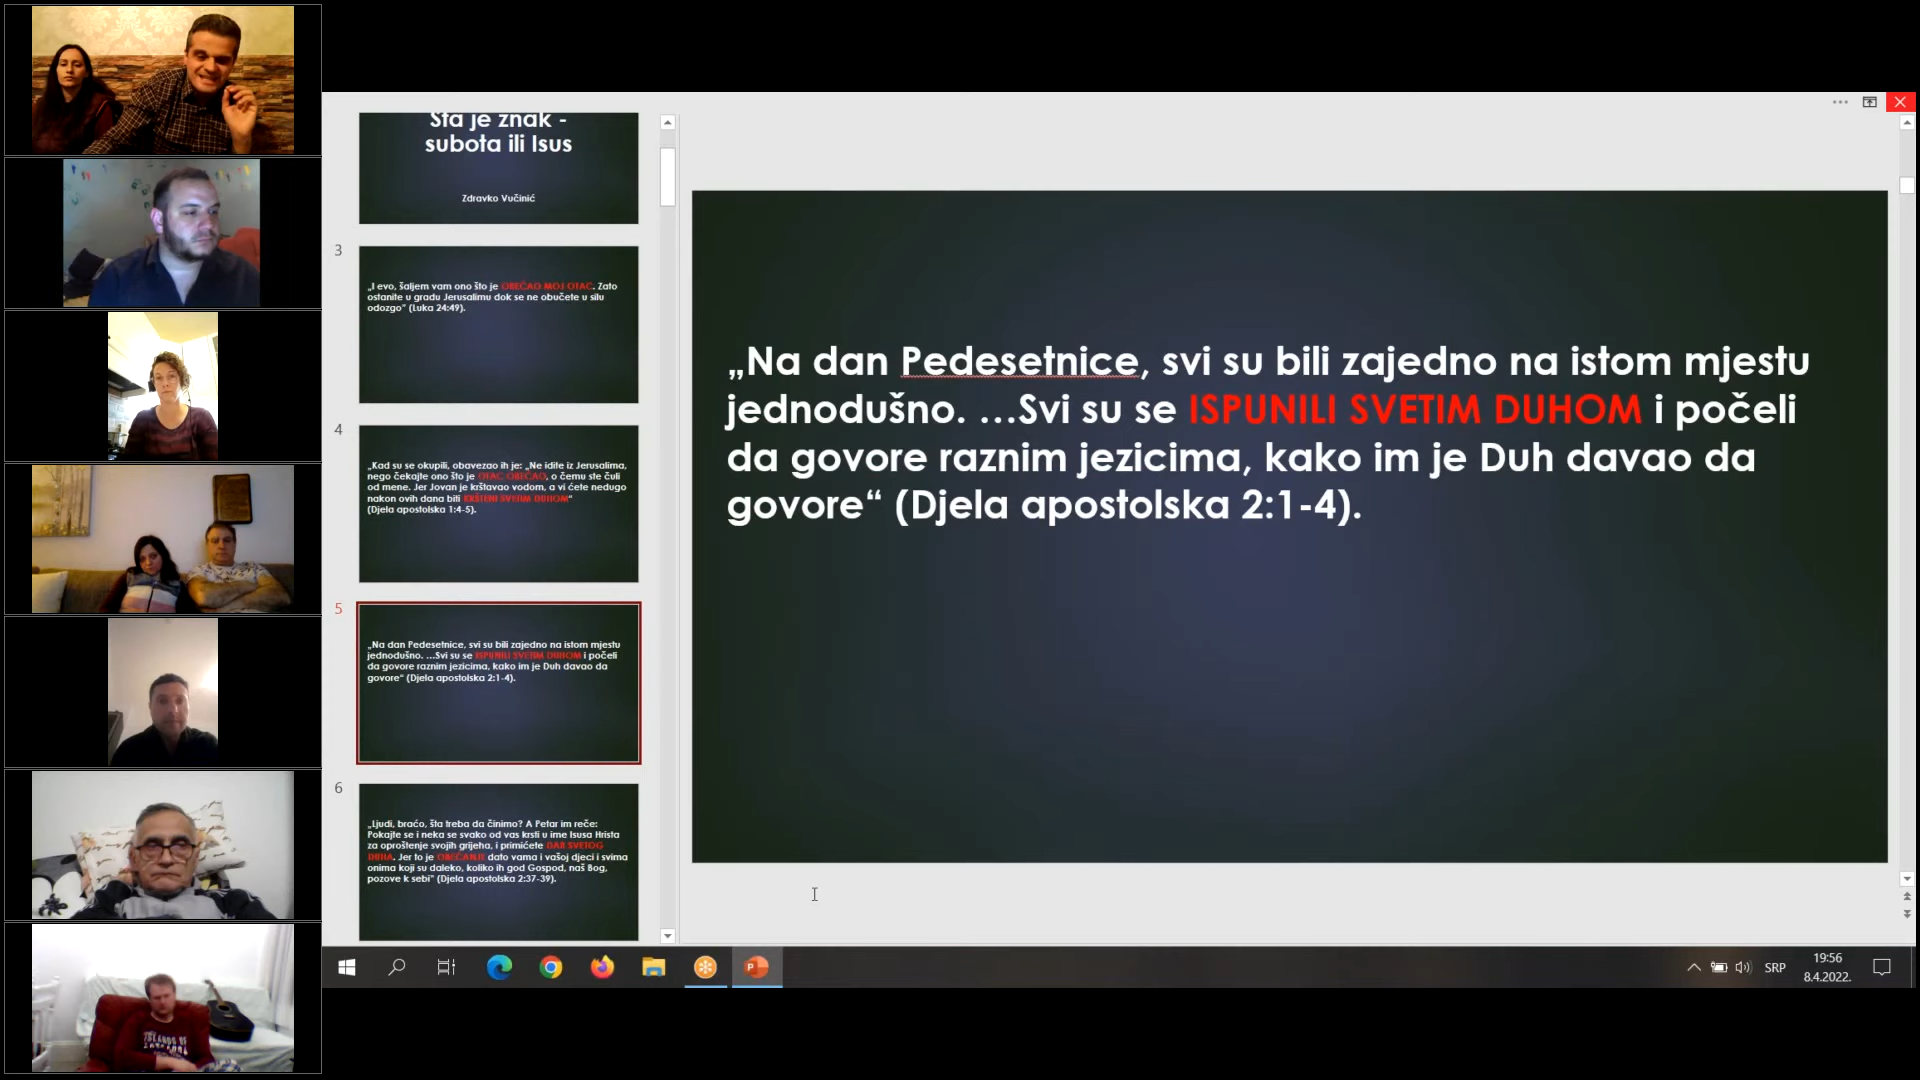 Šta je znak -
subota ili Isus
Zdravko Vučinić
3
„I evo, šaljem vam ono što je OBEĆAO MOJ OTAC. Zato
ostanite u gradu Jerusalimu dok se ne obučete u silu
odozgo“ (Luka 24:49).
4
„Kad su se okupili, obavezao ih je: „Ne idite iz Jerusalima,
nego čekajte ono što je OTAC OBEĆAO, o čemu ste čuli
od mene. Jer Jovan je krštavao vodom, a vi ćete nedugo
nakon ovih dana biti KRŠTENI SVETIM DUHOM“
(Djela apostolska 1:4-5).
5
„Na dan Pedesetnice, svi su bili zajedno na istom mjestu
jednodušno. ...Svi su se ISPUNILI SVETIM DUHOM i počeli
da govore raznim jezicima, kako im je Duh davao da
govore“ (Djela apostolska 2:1-4).
6
„Ljudi, braćo, šta treba da činimo? A Petar im reče:
Pokajte se i neka se svako od vas krsti u ime Isusa Hrista
za oproštenje svojih grijeha, i primićete DAR SVETOG
DUHA. Jer to je OBEĆANJE dato vama i vašoj djeci i svima
onima koji su daleko, koliko ih god Gospod, naš Bog,
pozove k sebi“ (Djela apostolska 2:37-39).
„Na dan Pedesetnice, svi su bili zajedno na istom mjestu
jednodušno. ...Svi su se ISPUNILI SVETIM DUHOM i počeli
da govore raznim jezicima, kako im je Duh davao da
govore“ (Djela apostolska 2:1-4).
SRP
19:56
8.4.2022.